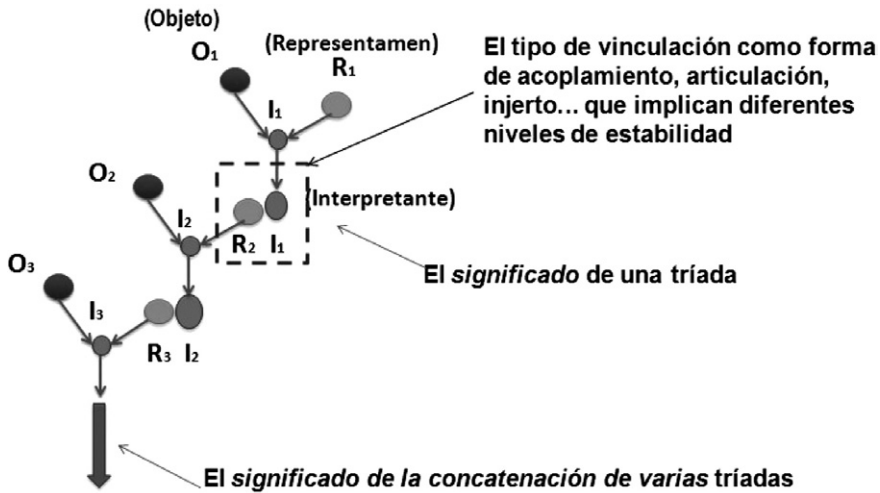 (Objeto)
O₁
(Representamen)
R₁
I₁
El tipo de vinculación como forma
de acoplamiento, articulación,
injerto... que implican diferentes
niveles de estabilidad
O₂
I₂
(Interpretante)
R₂ I₁
El significado de una tríada
O₃
I₃
R₃ I₂
El significado de la concatenación de varias tríadas